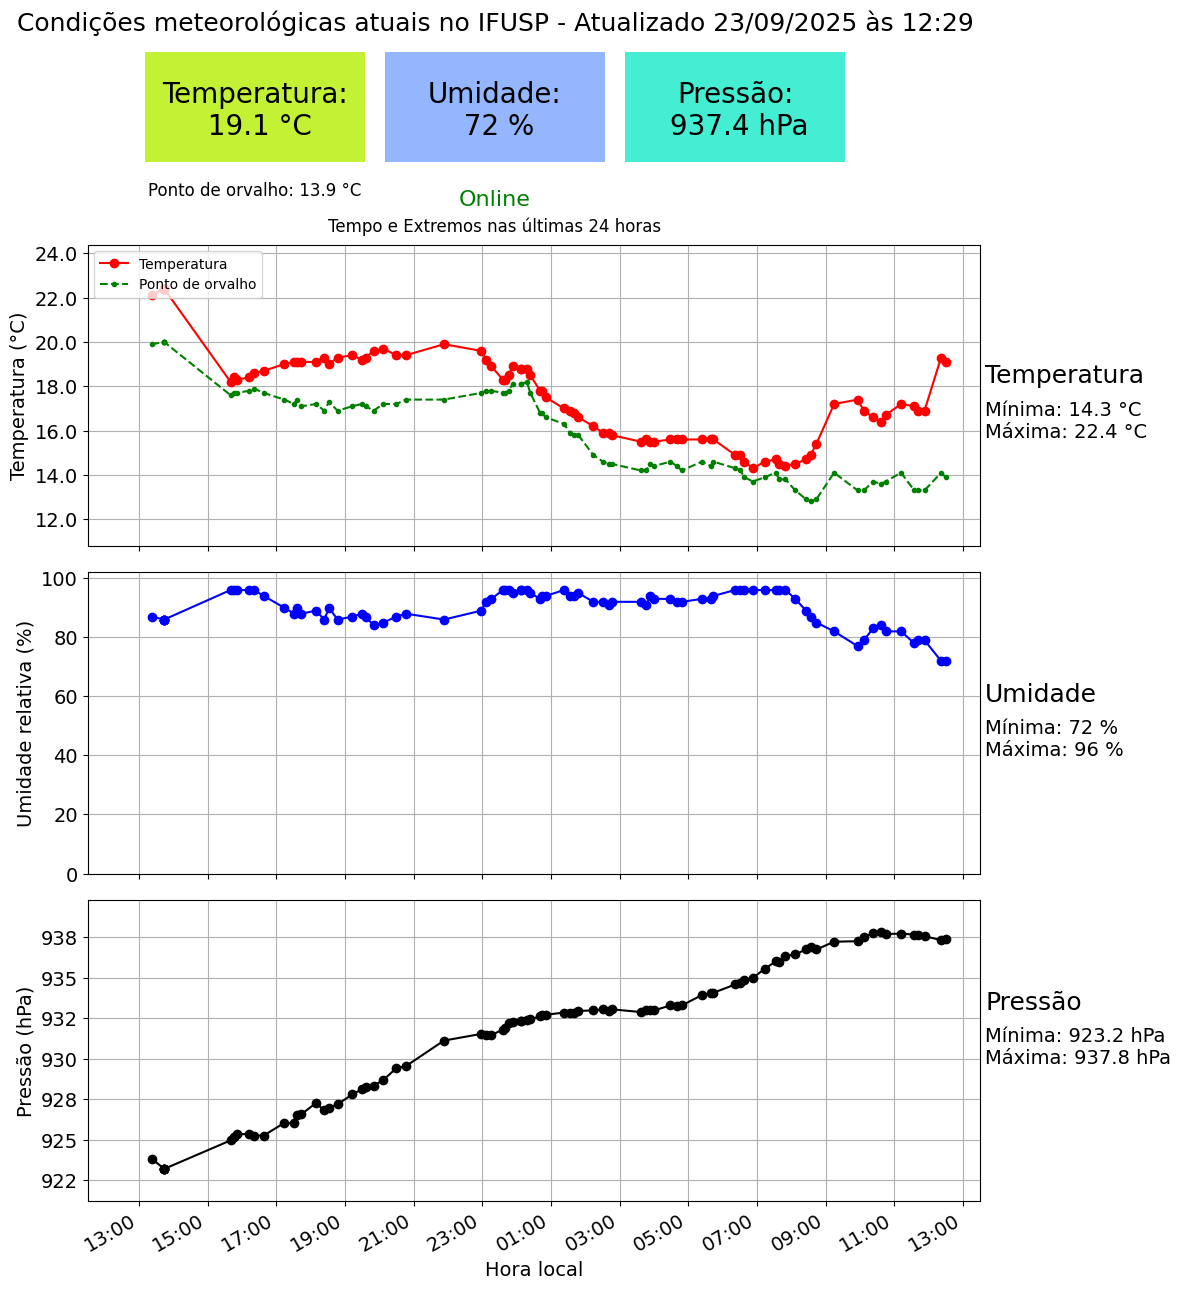 Condições meteorológicas atuais no IFUSP - Atualizado 23/09/2025 às 12:29
Temperatura:
19.1 °C
Umidade:
72 %
Pressão:
937.4 hPa
Ponto de orvalho: 13.9 °C
Online
Tempo e Extremos nas últimas 24 horas
Temperatura
Ponto de orvalho
Temperatura (°C)
24.0
22.0
20.0
18.0
16.0
14.0
12.0
Temperatura
Mínima: 14.3 °C
Máxima: 22.4 °C
Umidade relativa (%)
100
80
60
40
20
0
Umidade
Mínima: 72 %
Máxima: 96 %
Pressão (hPa)
938
935
932
930
928
925
922
Pressão
Mínima: 923.2 hPa
Máxima: 937.8 hPa
13:00
15:00
17:00
19:00
21:00
23:00
01:00
03:00
05:00
07:00
09:00
11:00
13:00
Hora local